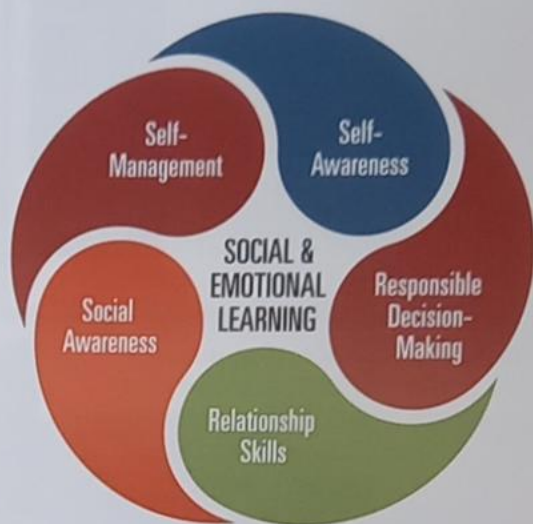 Self-
Management
Self-
Awareness
SOCIAL &
EMOTIONAL
LEARNING
Responsible
Decision-
Making
Social
Awareness
Relationship
Skills